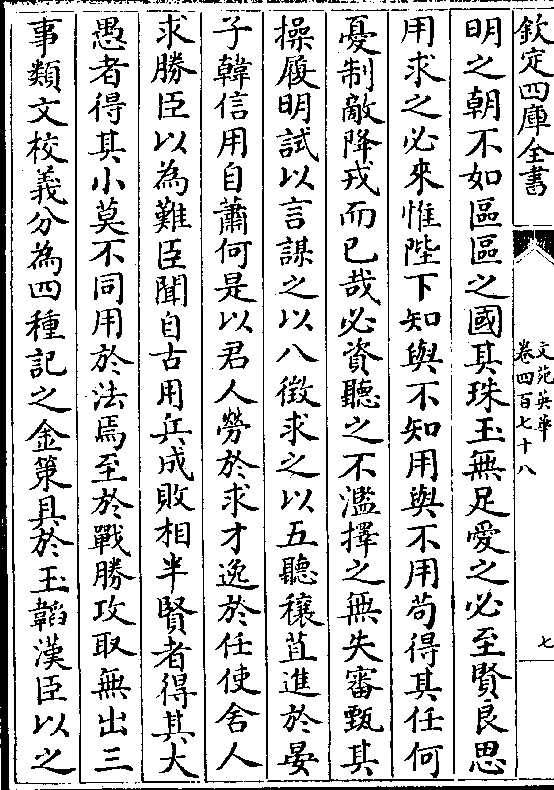 欽定四庫全書
文苑英華
卷四百七十八
七
明之朝不如區區之國其珠玉無足愛之必至賢良思
用求之必來惟陛下知與不知用與不用苟得其任何
憂制敵降戎而已哉必資聽之不濫擇之無失審甄其
操履明試以言謀之以八徵求之以五聽穰苴進於晏
子韓信用自蕭何是以君人勞於求才逸於任使舍人
求勝臣以為難臣聞自古用兵成敗相半賢者得其大
愚者得其小莫不同用於法焉至於戰勝攻取無出三
事類文校義分為四種記之金策具於玉韜漢臣以之